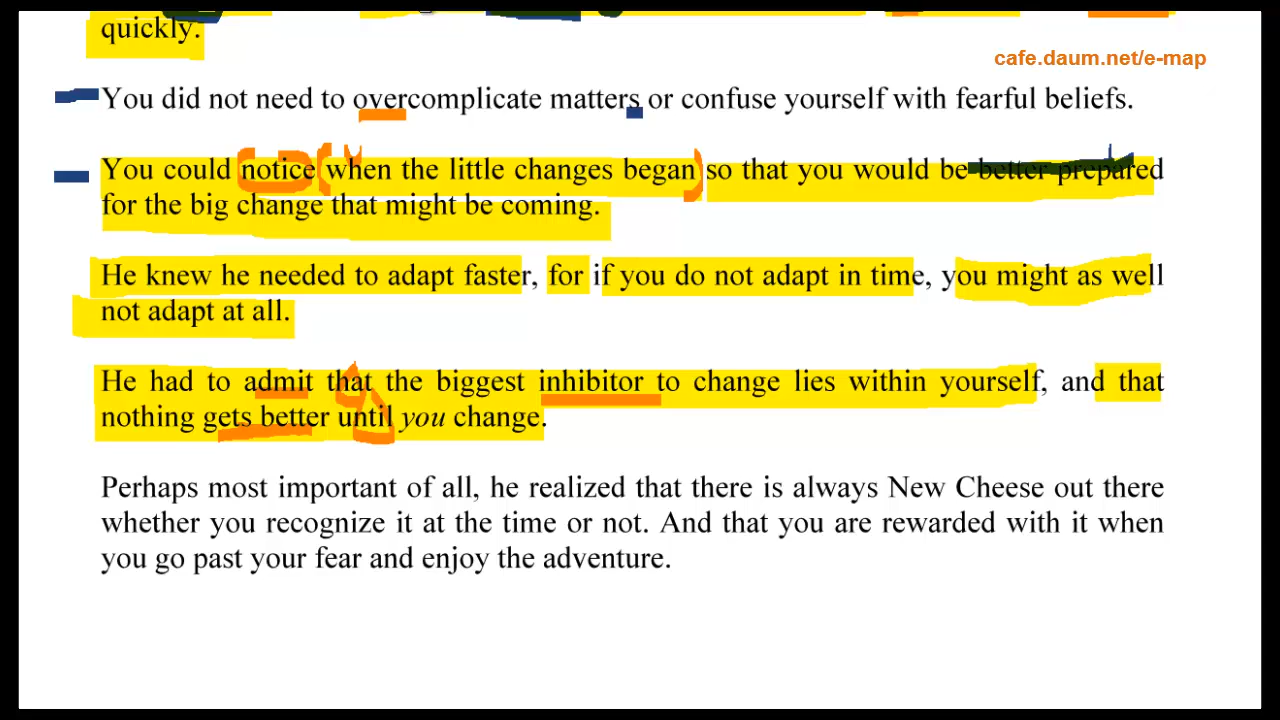 quickly.
cafe.daum.net/e-map
You did not need to overcomplicate matters or confuse yourself with fearful beliefs.
You could notice (when the little changes began) so that you would be better prepared
for the big change that might be coming.
He knew he needed to adapt faster, for if you do not adapt in time, you might as well
not adapt at all.
He had to admit that the biggest inhibitor to change lies within yourself, and that
nothing gets better until you change.
Perhaps most important of all, he realized that there is always New Cheese out there
whether you recognize it at the time or not. And that you are rewarded with it when
you go past your fear and enjoy the adventure.